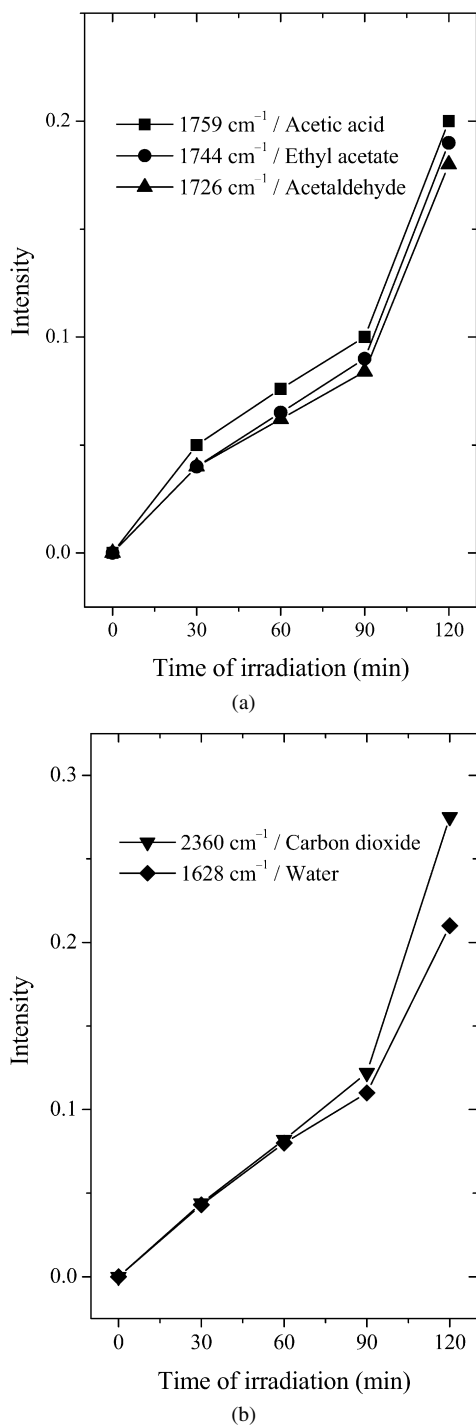 0.2
1759 cm⁻¹ / Acetic acid
1744 cm⁻¹ / Ethyl acetate
1726 cm⁻¹ / Acetaldehyde
Intensity
0.1
0.0
0 30 60 90 120
Time of irradiation (min)
(a)
0.3
2360 cm⁻¹ / Carbon dioxide
1628 cm⁻¹ / Water
0.2
Intensity
0.1
0.0
0 30 60 90 120
Time of irradiation (min)
(b)